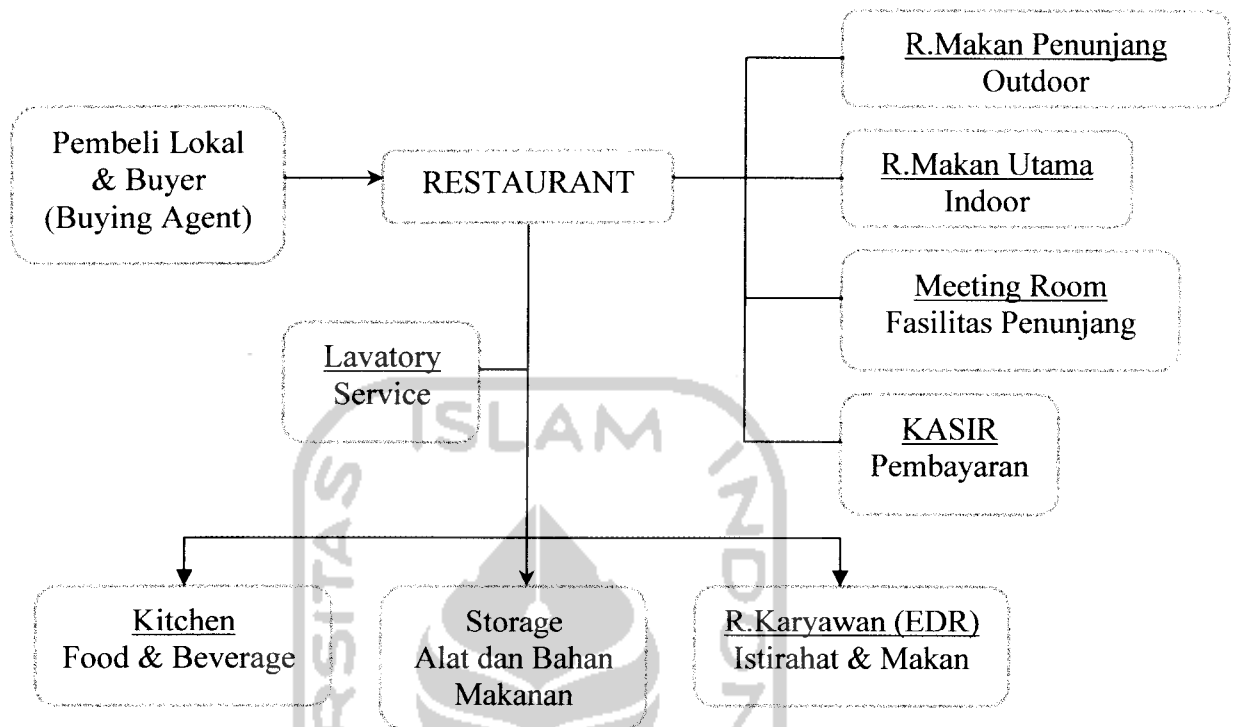 R.Makan Penunjang
Outdoor
Pembeli Lokal
& Buyer
(Buying Agent)
RESTAURANT
R.Makan Utama
Indoor
Meeting Room
Fasilitas Penunjang
Lavatory
Service
KASIR
Pembayaran
ISLAM
Kitchen
Food & Beverage
Storage
Alat dan Bahan
Makanan
R.Karyawan (EDR)
Istirahat & Makan